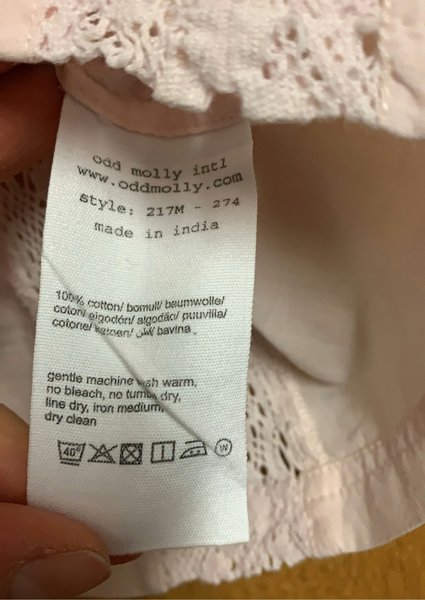 odd molly intl
www.oddmolly.com
style: 217M - 274
made in india
100% cotton/ bomull/ baumwolle/
coton/ algodón/ algodão/ puuvilla/
cotone/ katoen/ قطن/ bavlna
gentle machine wash warm,
no bleach, no tumble dry,
line dry, iron medium,
dry clean
40° W